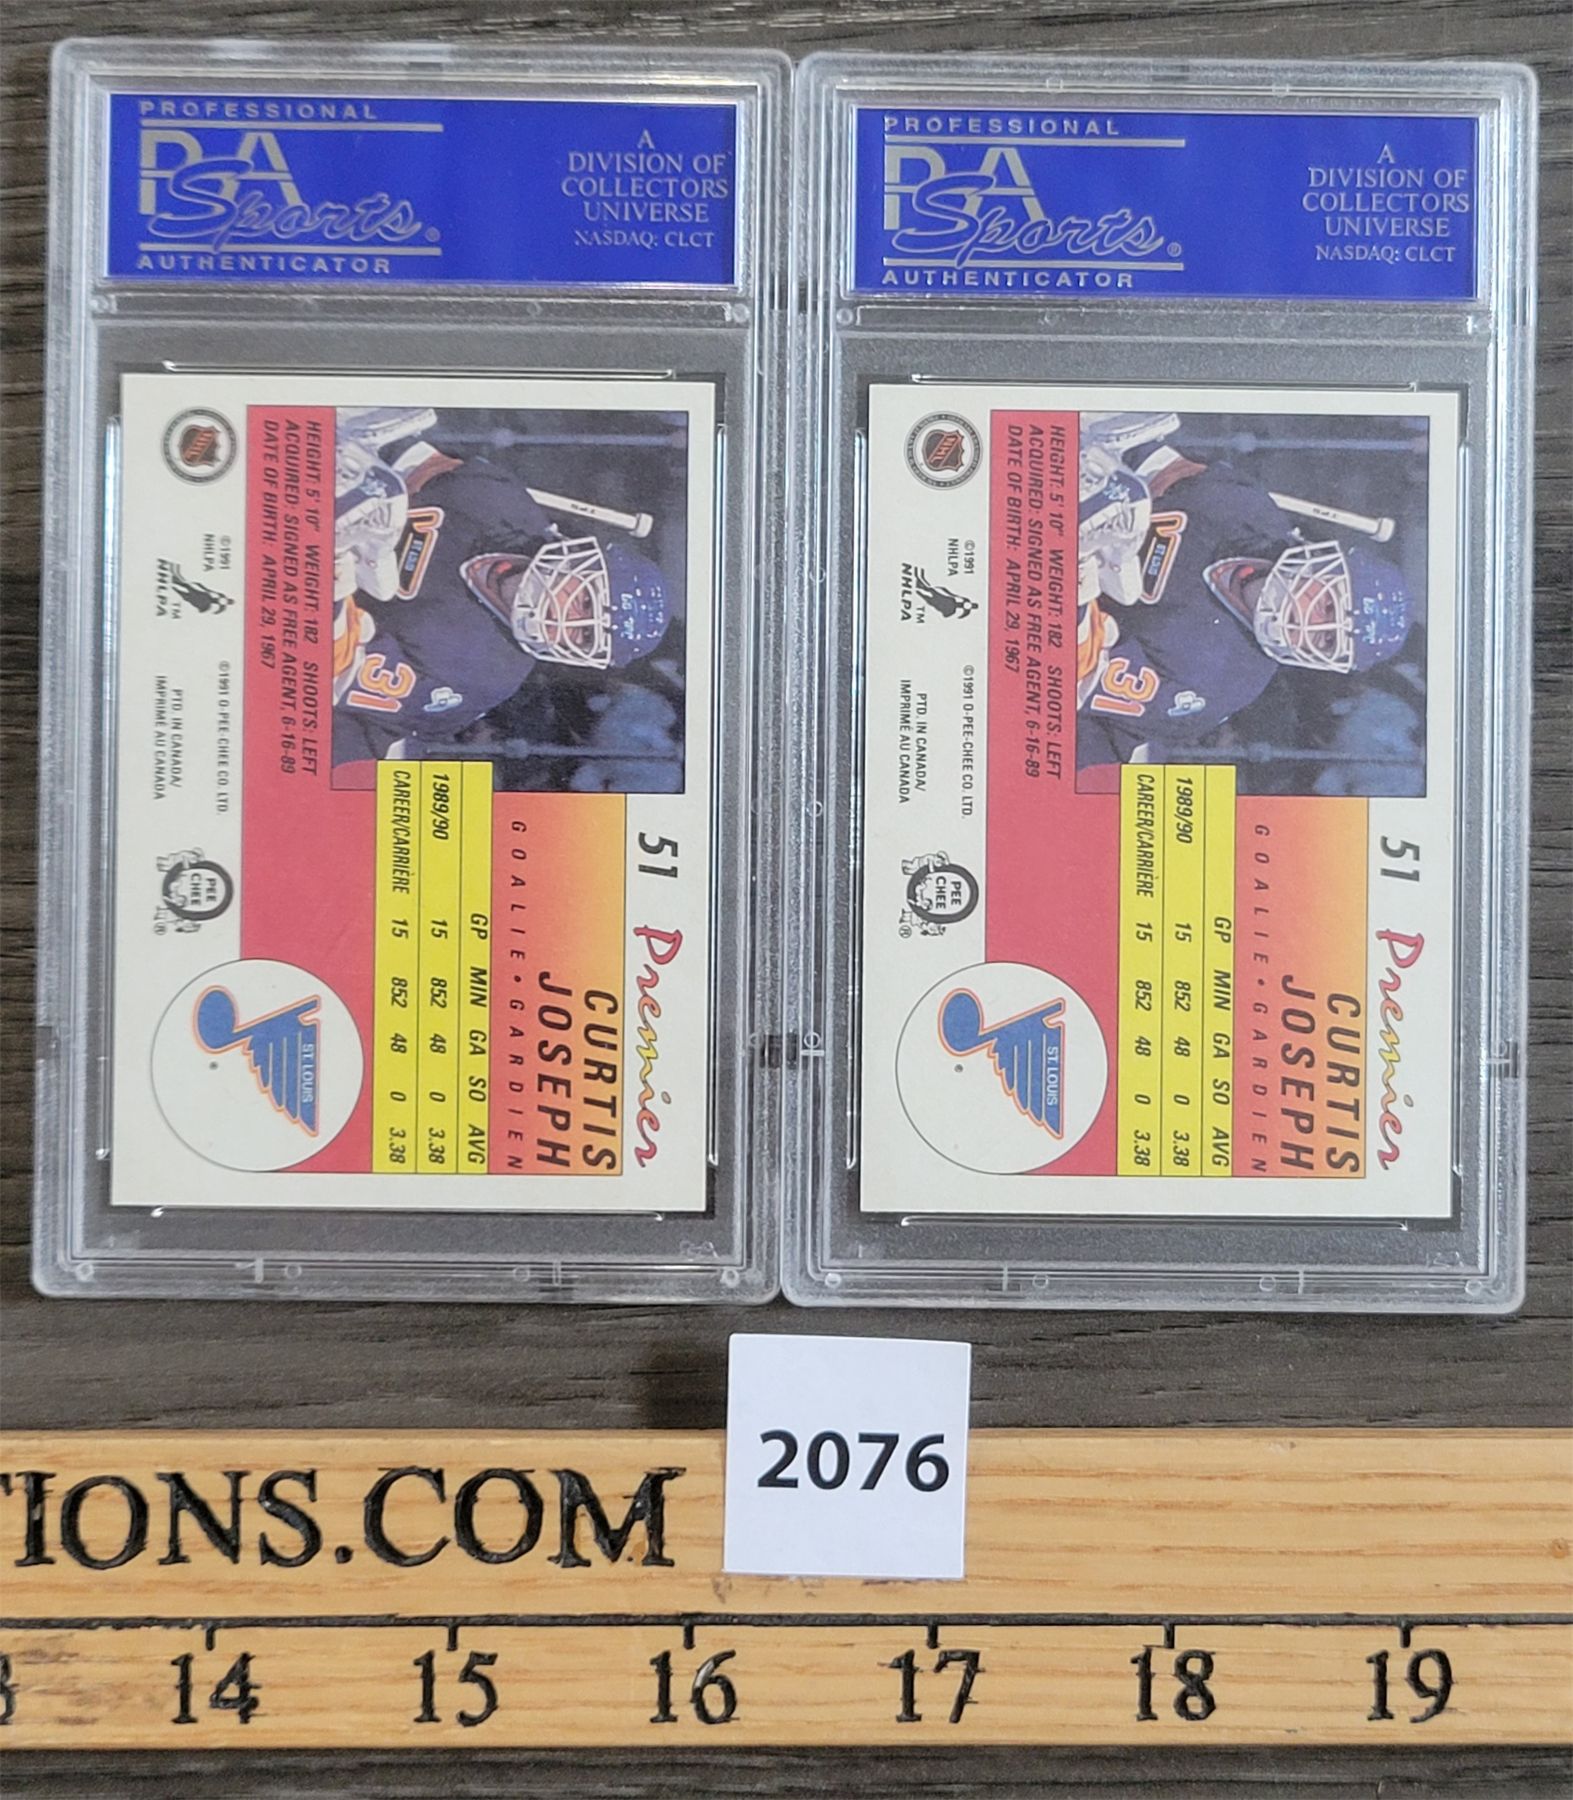 PROFESSIONAL
PSA
Sports®
AUTHENTICATOR
A
DIVISION OF
COLLECTORS
UNIVERSE
NASDAQ: CLCT
PROFESSIONAL
PSA
Sports®
AUTHENTICATOR
A
DIVISION OF
COLLECTORS
UNIVERSE
NASDAQ: CLCT
51 Premier
CURTIS
JOSEPH
GOALIE • GARDIEN
GP MIN GA SO AVG
1989/90 15 852 48 0 3.38
CAREER/CARRIÈRE 15 852 48 0 3.38
31
HEIGHT: 5' 10" WEIGHT: 182 SHOOTS: LEFT
ACQUIRED: SIGNED AS FREE AGENT, 6-16-89
DATE OF BIRTH: APRIL 29, 1967
ST. LOUIS
®
NHL
©1991
NHLPA
NHLPA
TM
©1991 O-PEE-CHEE CO. LTD.
PTD. IN CANADA/
IMPRIMÉ AU CANADA
O
PEE
CHEE
®
51 Premier
CURTIS
JOSEPH
GOALIE • GARDIEN
GP MIN GA SO AVG
1989/90 15 852 48 0 3.38
CAREER/CARRIÈRE 15 852 48 0 3.38
31
HEIGHT: 5' 10" WEIGHT: 182 SHOOTS: LEFT
ACQUIRED: SIGNED AS FREE AGENT, 6-16-89
DATE OF BIRTH: APRIL 29, 1967
ST. LOUIS
®
NHL
©1991
NHLPA
NHLPA
TM
©1991 O-PEE-CHEE CO. LTD.
PTD. IN CANADA/
IMPRIMÉ AU CANADA
O
PEE
CHEE
®
2076
TIONS.COM
14 15 16 17 18 19